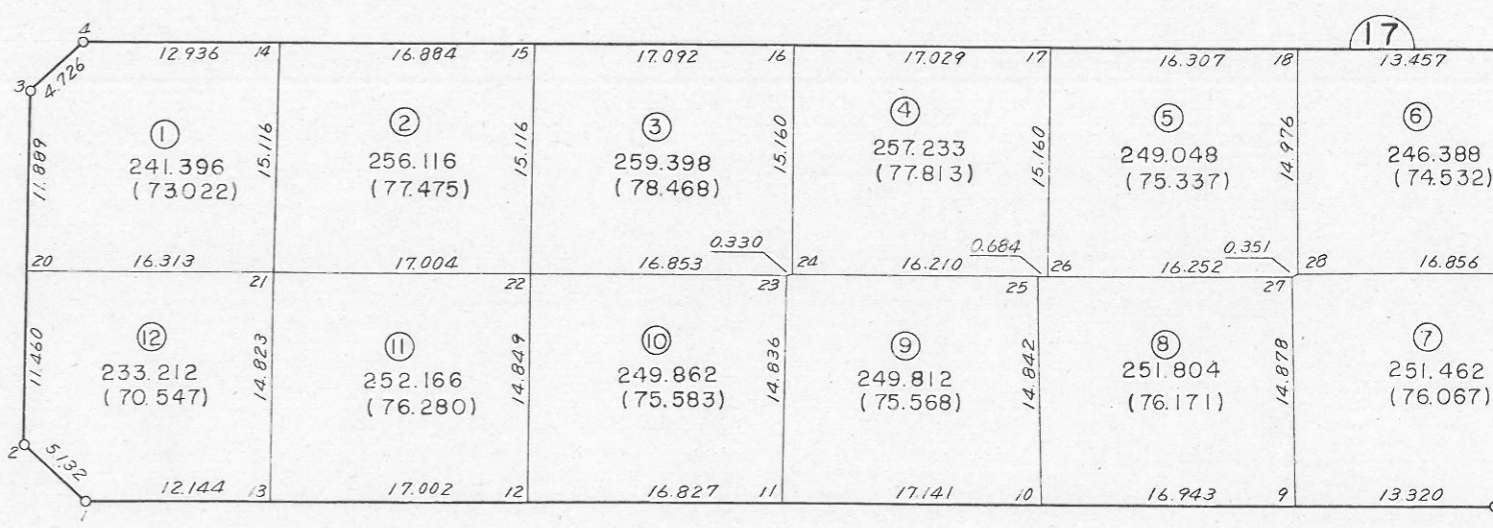 17
4 12.936 14 16.884 15 17.092 16 17.029 17 16.307 18 13.457
3 4.726
11.889 15.116 15.116 15.160 15.160 14.976
① ② ③ ④ ⑤ ⑥
241.396 256.116 259.398 257.233 249.048 246.388
(73.022) (77.475) (78.468) (77.813) (75.337) (74.532)
0.330 0.684 0.351
20 16.313 17.004 16.853 24 16.210 26 16.252 28 16.856
21 22 23 25 27
11.460 14.823 14.849 14.836 14.842 14.878
⑫ ⑪ ⑩ ⑨ ⑧ ⑦
233.212 252.166 249.862 249.812 251.804 251.462
(70.547) (76.280) (75.583) (75.568) (76.171) (76.067)
2 5.132
12.144 13 17.002 12 16.827 11 17.141 10 16.943 9 13.320
1